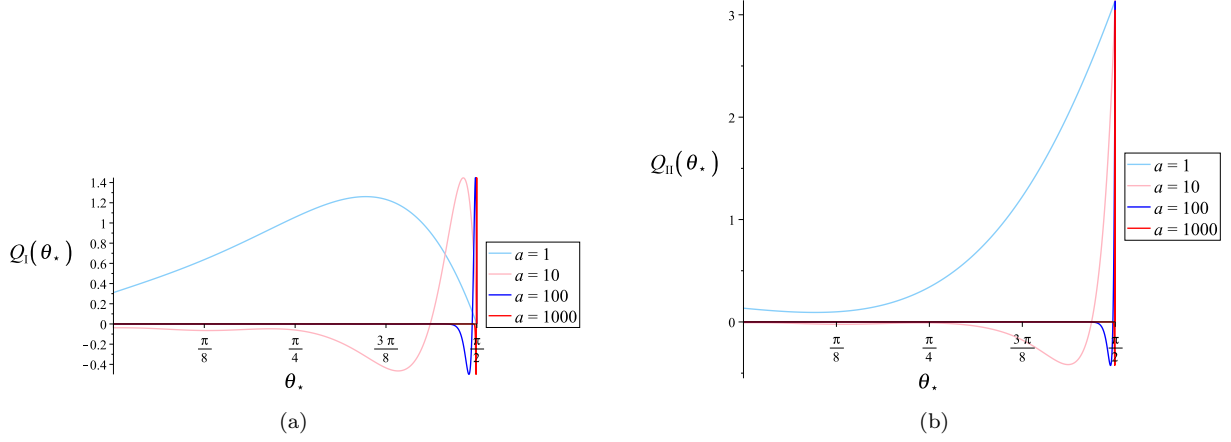 1.4
1.2
1
0.8
0.6
0.4
0.2
0
−0.2
−0.4
Q_I(θ⋆)
π/8
π/4
3 π/8
π/2
θ⋆
a = 1
a = 10
a = 100
a = 1000
(a)
3
2
1
0
Q_II(θ⋆)
π/8
π/4
3 π/8
π/2
θ⋆
a = 1
a = 10
a = 100
a = 1000
(b)